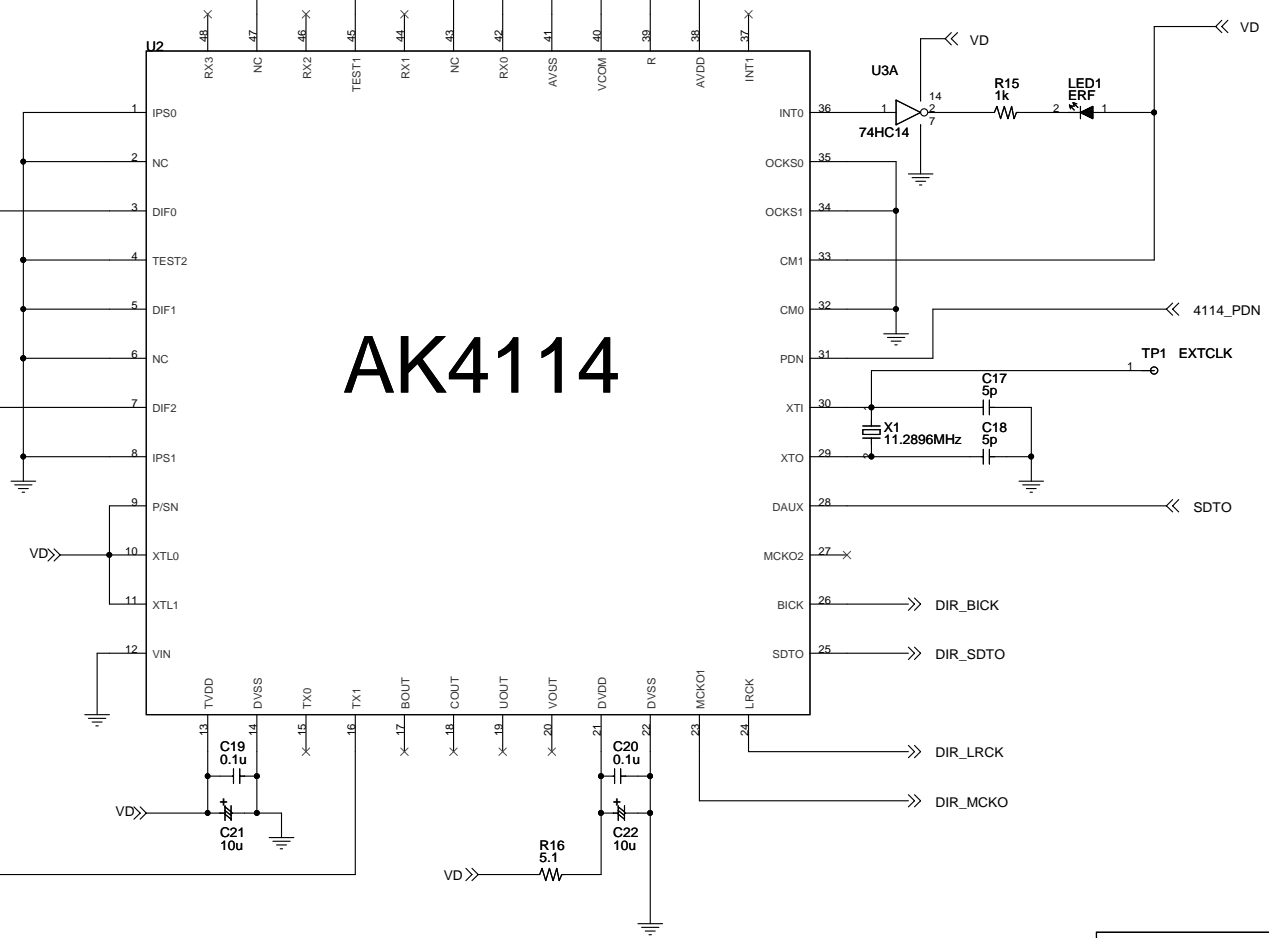 U2
48 47 46 45 44 43 42 41 40 39 38 37
RX3 NC RX2 TEST1 RX1 NC RX0 AVSS VCOM R AVDD INT1
VD
VD
U3A
74HC14
1 14 2 7
R15
1k
LED1
ERF
2 1
1 IPS0
2 NC
3 DIF0
4 TEST2
5 DIF1
6 NC
7 DIF2
8 IPS1
9 P/SN
VD
10 XTL0
11 XTL1
12 VIN
AK4114
INT0 36
OCKS0 35
OCKS1 34
CM1 33
CM0 32
4114_PDN
PDN 31
TP1 EXTCLK
1
XTI 30
C17
5p
X1
11.2896MHz
C18
5p
XTO 29
DAUX 28
SDTO
MCKO2 27
BICK 26
DIR_BICK
SDTO 25
DIR_SDTO
TVDD DVSS TX0 TX1 BOUT COUT UOUT VOUT DVDD DVSS MCKO1 LRCK
13 14 15 16 17 18 19 20 21 22 23 24
C19
0.1u
C20
0.1u
DIR_LRCK
DIR_MCKO
VD
+
C21
10u
+
C22
10u
R16
5.1
VD